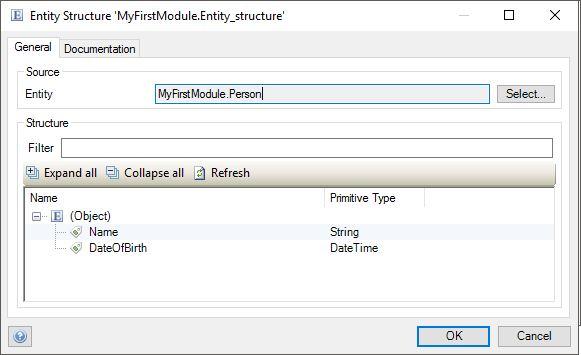 Entity Structure 'MyFirstModule.Entity_structure'
General Documentation
Source
Entity MyFirstModule.Person Select...
Structure
Filter
Expand all Collapse all Refresh
Name Primitive Type
(Object)
Name String
DateOfBirth DateTime
OK Cancel